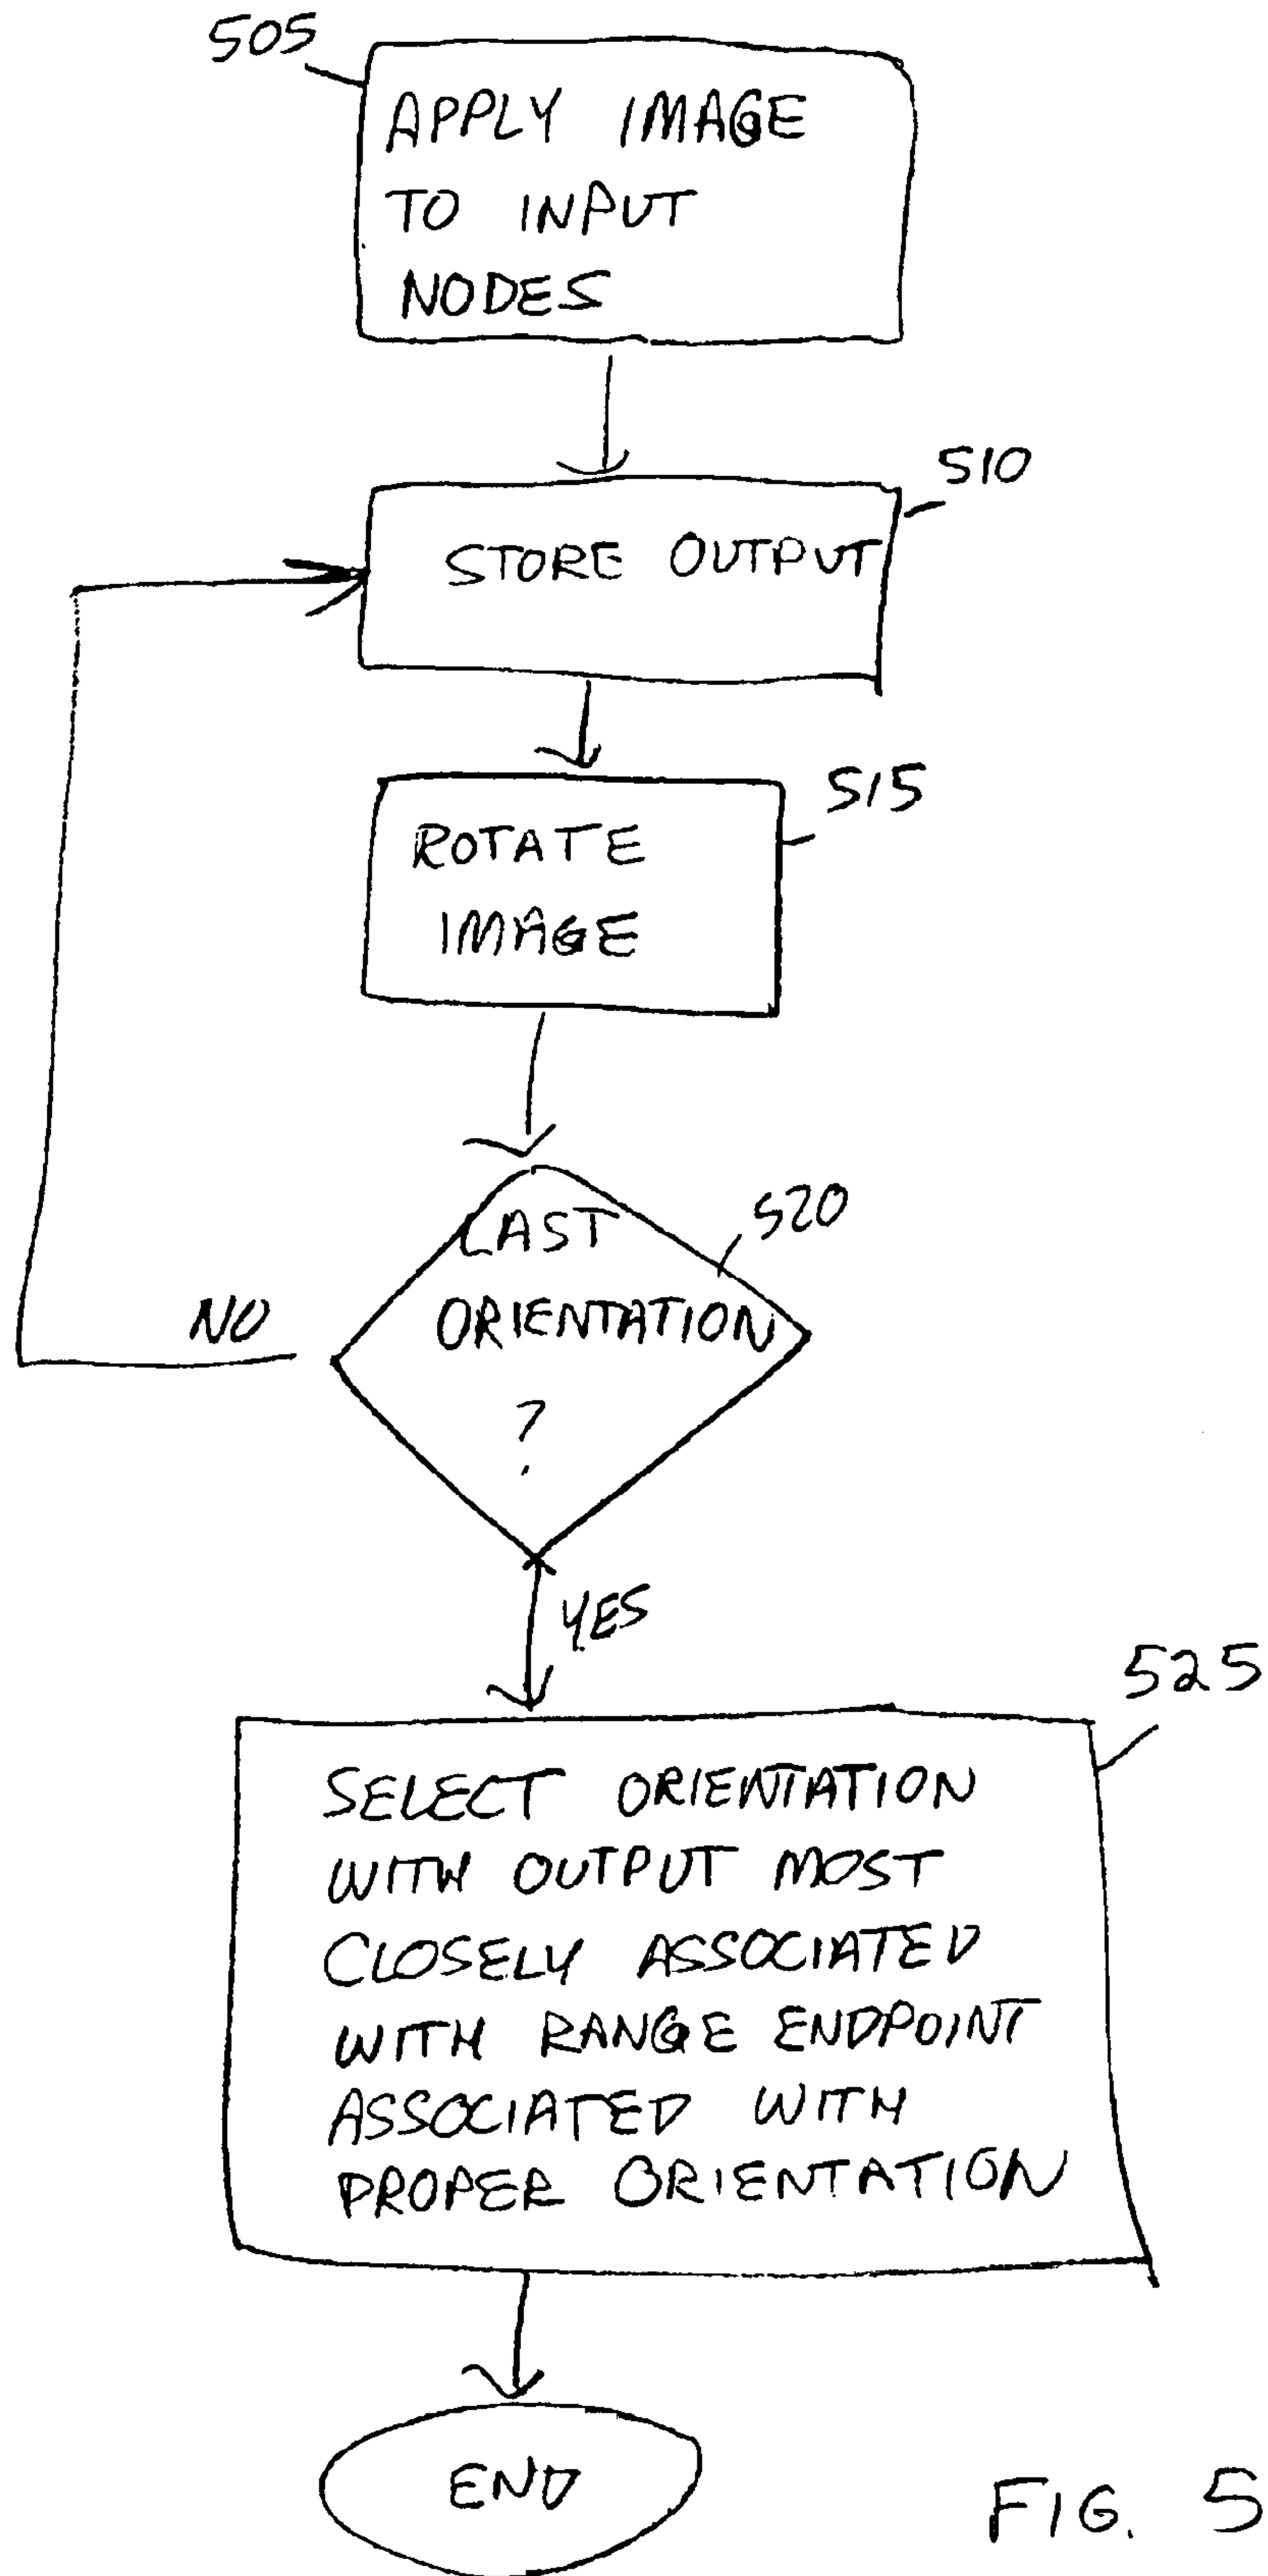 505
APPLY IMAGE
TO INPUT
NODES
510
STORE OUTPUT
515
ROTATE
IMAGE
520
LAST
ORIENTATION
?
NO
YES
525
SELECT ORIENTATION
WITH OUTPUT MOST
CLOSELY ASSOCIATED
WITH RANGE ENDPOINT
ASSOCIATED WITH
PROPER ORIENTATION
END
FIG. 5